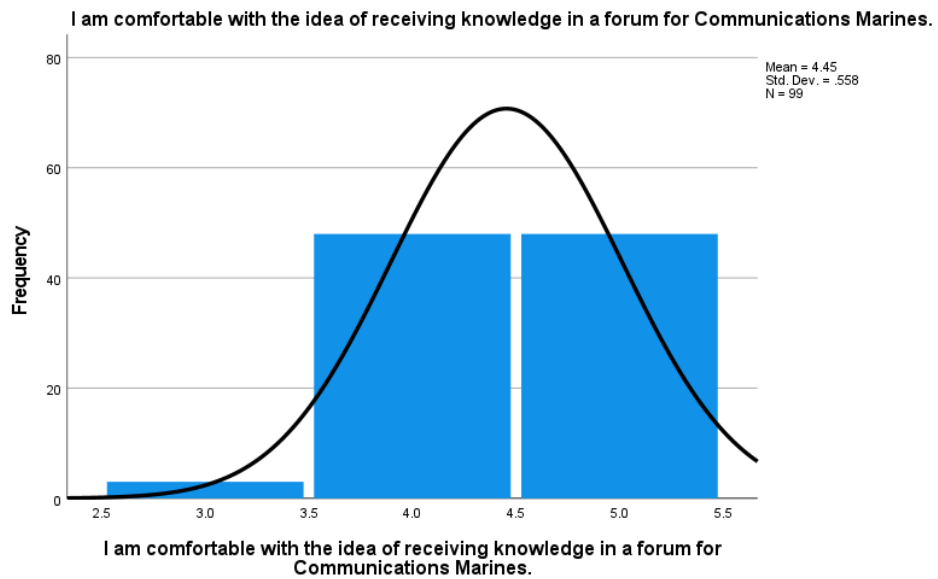 I am comfortable with the idea of receiving knowledge in a forum for Communications Marines.
Mean = 4.45
Std. Dev. = .558
N = 99
80
60
40
20
0
Frequency
2.5 3.0 3.5 4.0 4.5 5.0 5.5
I am comfortable with the idea of receiving knowledge in a forum for
Communications Marines.